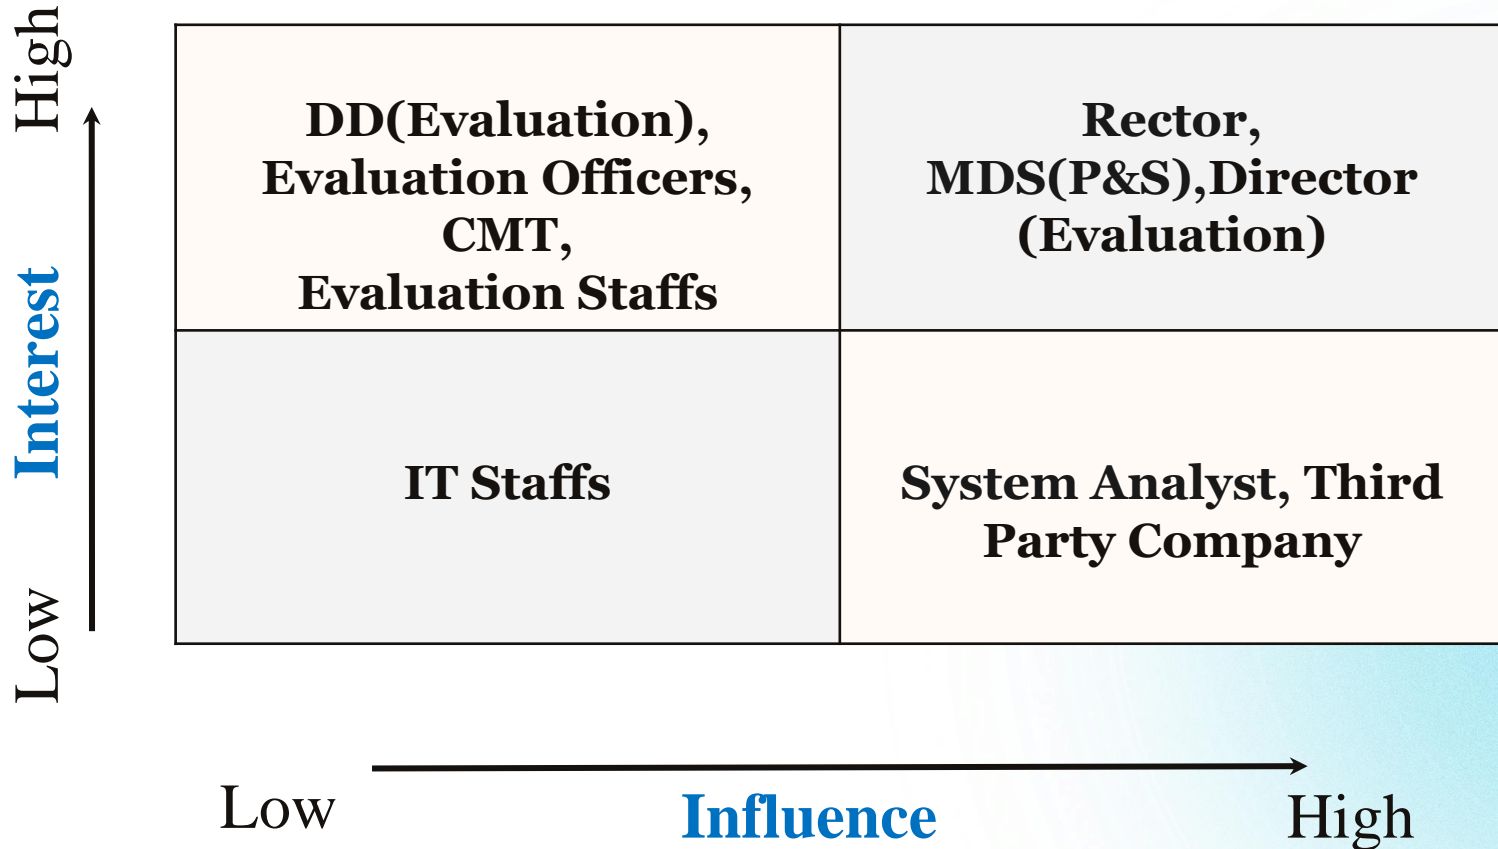 High
DD(Evaluation),
Evaluation Officers,
CMT,
Evaluation Staffs
Rector,
MDS(P&S),Director
(Evaluation)
Interest
IT Staffs
System Analyst, Third
Party Company
Low
Low
Influence
High